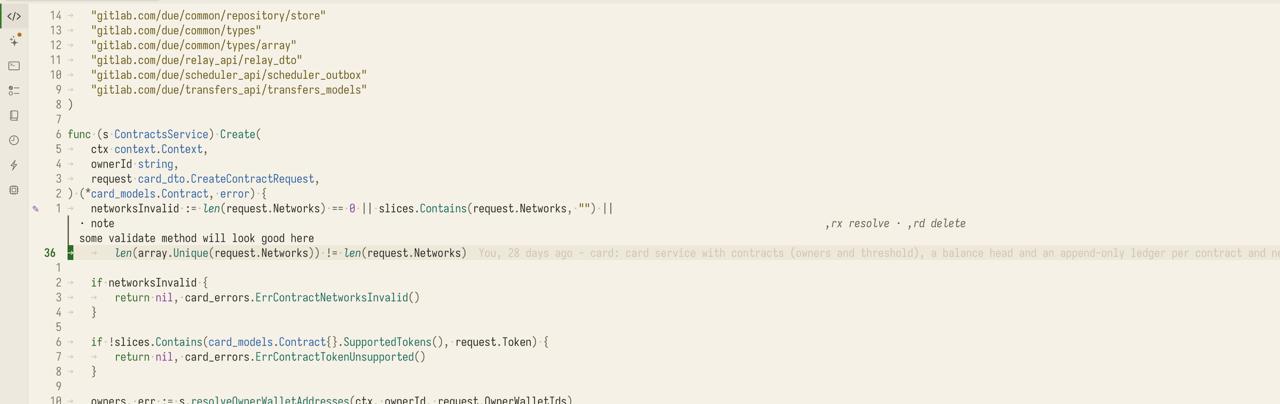 14 "gitlab.com/due/common/repository/store"
13 "gitlab.com/due/common/types"
12 "gitlab.com/due/common/types/array"
11 "gitlab.com/due/relay_api/relay_dto"
10 "gitlab.com/due/scheduler_api/scheduler_outbox"
9 "gitlab.com/due/transfers_api/transfers_models"
8 )
7
6 func (s ContractsService) Create(
5 ctx context.Context,
4 ownerId string,
3 request card_dto.CreateContractRequest,
2 ) (*card_models.Contract, error) {
1 networksInvalid := len(request.Networks) == 0 || slices.Contains(request.Networks, "") ||
· note ,rx resolve · ,rd delete
some validate method will look good here
36 len(array.Unique(request.Networks)) != len(request.Networks) You, 28 days ago - card: card service with contracts (owners and threshold), a balance head and an append-only ledger per contract and ne
1
2 if networksInvalid {
3 return nil, card_errors.ErrContractNetworksInvalid()
4 }
5
6 if !slices.Contains(card_models.Contract{}.SupportedTokens(), request.Token) {
7 return nil, card_errors.ErrContractTokenUnsupported()
8 }
9
10 owners, err := s.resolveOwnerWalletAddresses(ctx, ownerId, request.OwnerWalletIds)